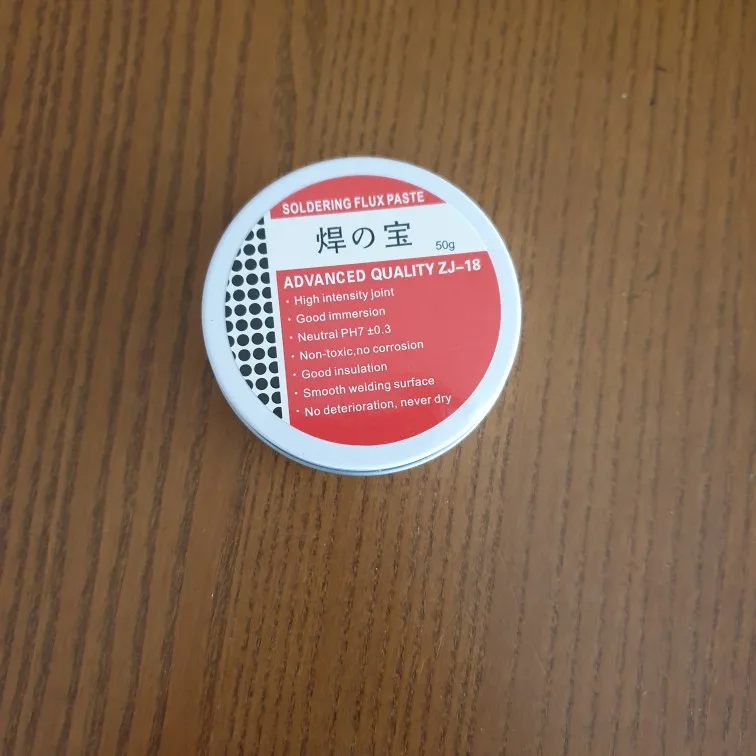 SOLDERING FLUX PASTE
焊の宝 50g
ADVANCED QUALITY ZJ-18
· High intensity joint
· Good immersion
· Neutral PH7 ±0.3
· Non-toxic,no corrosion
· Good insulation
· Smooth welding surface
· No deterioration, never dry